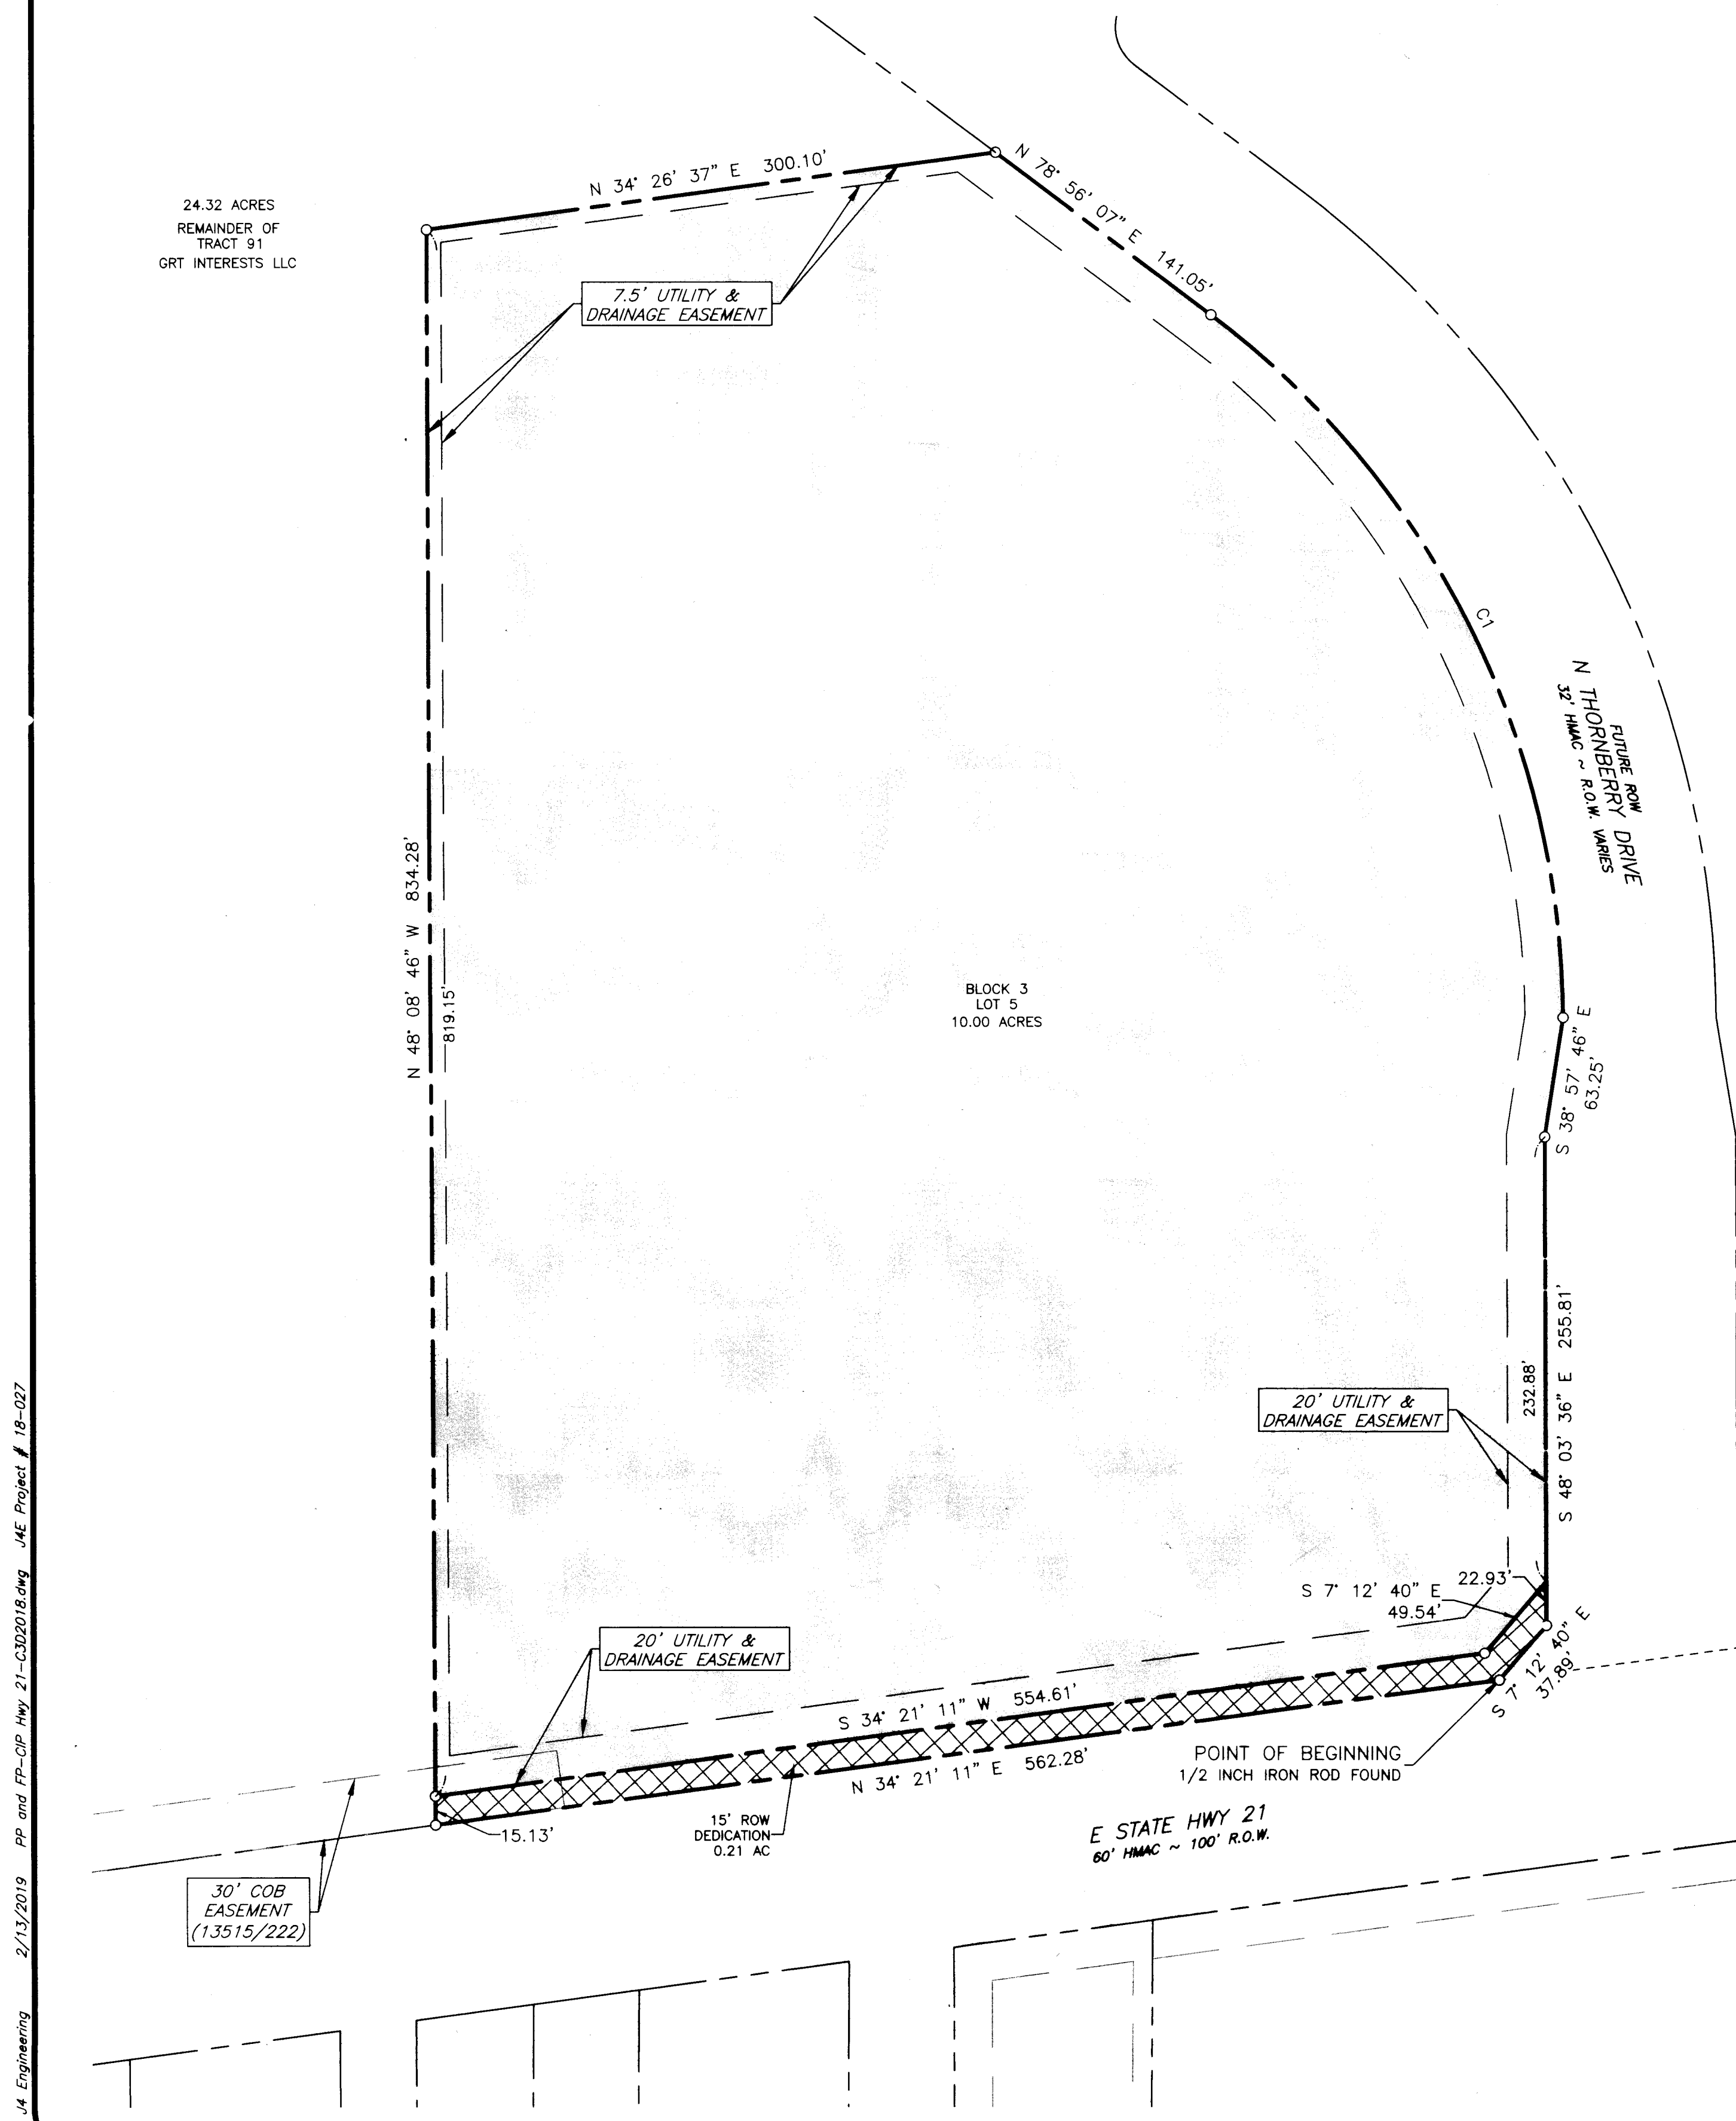 N 34° 26' 37" E 300.10'
N 78° 56' 07" E 141.05'
24.32 ACRES
REMAINDER OF
TRACT 91
GRT INTERESTS LLC
7.5' UTILITY &
DRAINAGE EASEMENT
C1
FUTURE ROW
N THORNBERRY DRIVE
32' HMAC ~ R.O.W. VARIES
N 48° 08' 46" W 834.28'
819.15'
BLOCK 3
LOT 5
10.00 ACRES
S 38° 57' 46" E
63.25'
S 48° 03' 36" E 255.81'
232.88'
20' UTILITY &
DRAINAGE EASEMENT
S 7° 12' 40" E
49.54'
22.93'
S 7° 12' 40" E
37.89'
20' UTILITY &
DRAINAGE EASEMENT
S 34° 21' 11" W 554.61'
N 34° 21' 11" E 562.28'
POINT OF BEGINNING
1/2 INCH IRON ROD FOUND
15.13'
15' ROW
DEDICATION
0.21 AC
E STATE HWY 21
60' HMAC ~ 100' R.O.W.
30' COB
EASEMENT
(13515/222)
J4 Engineering 2/13/2019 PP and FP-CIP Hwy 21-C3D2018.dwg J4E Project # 18-027